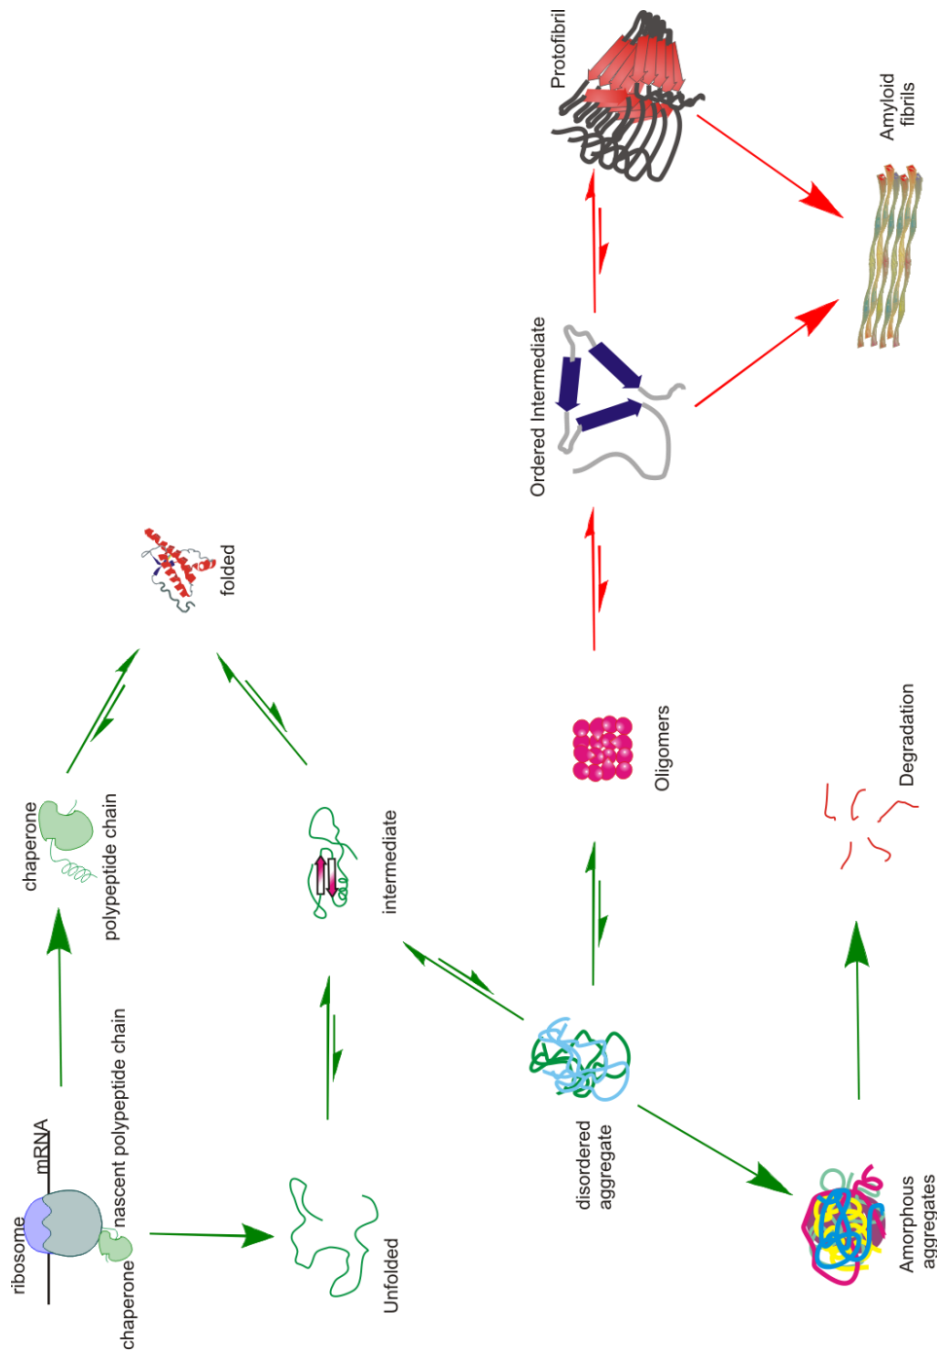 ribosome
mRNA
chaperone
nascent polypeptide chain
chaperone
polypeptide chain
folded
Unfolded
intermediate
disordered
aggregate
Oligomers
Ordered Intermediate
Protofibril
Amorphous
aggregates
Degradation
Amyloid
fibrils